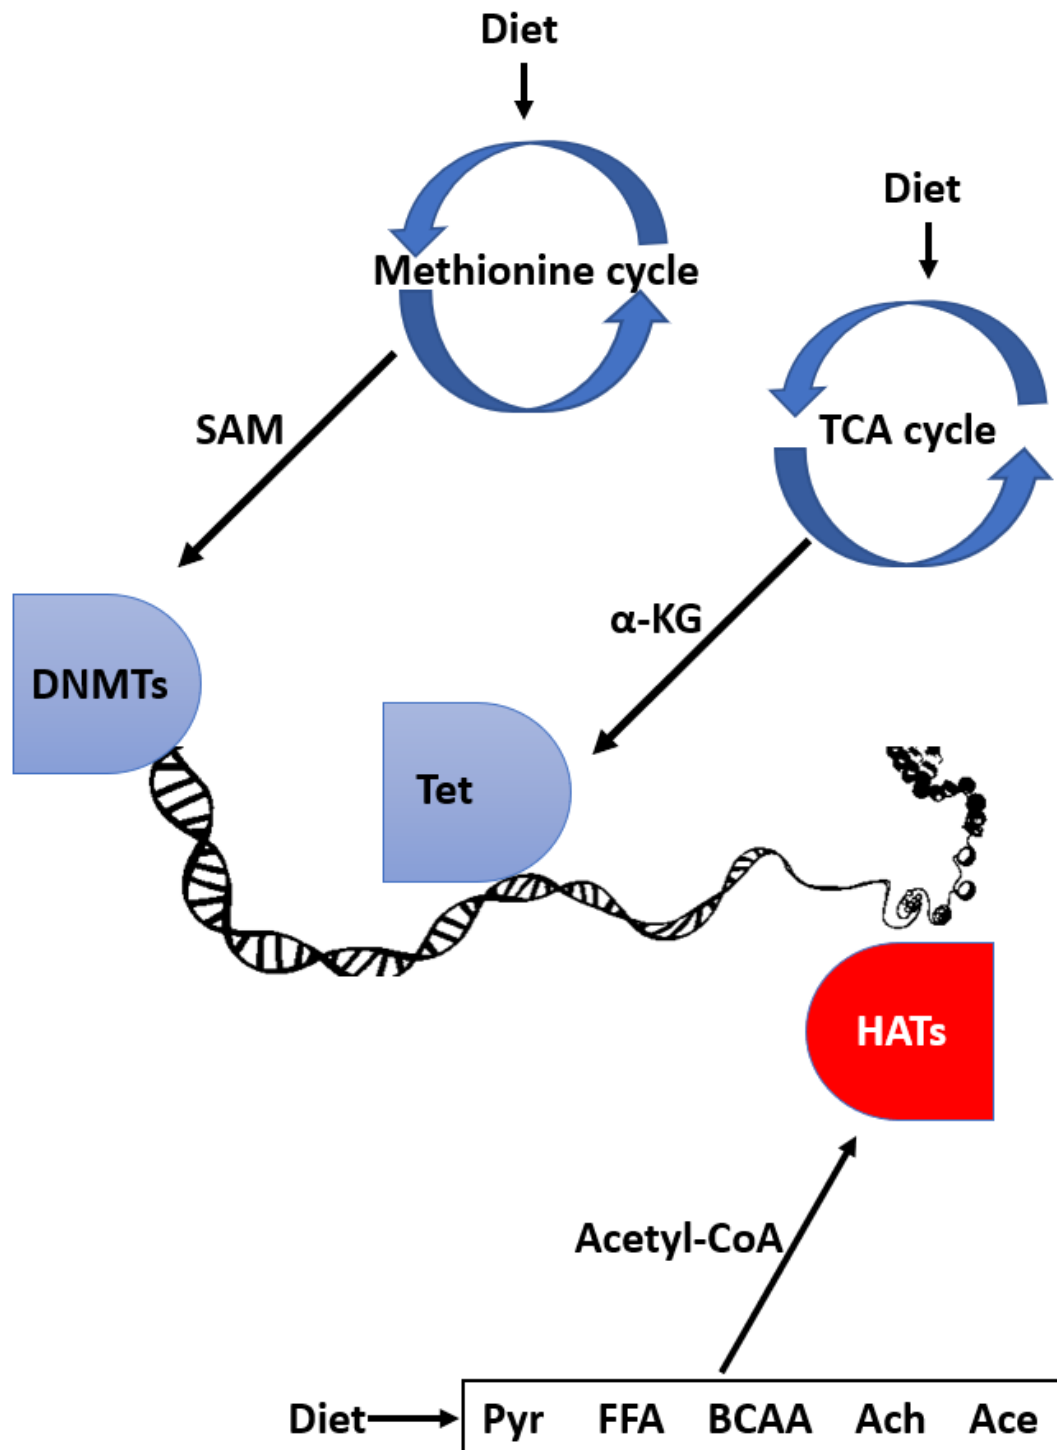 Diet
Diet
Methionine cycle
TCA cycle
SAM
α-KG
DNMTs
Tet
HATs
Acetyl-CoA
Diet Pyr FFA BCAA Ach Ace